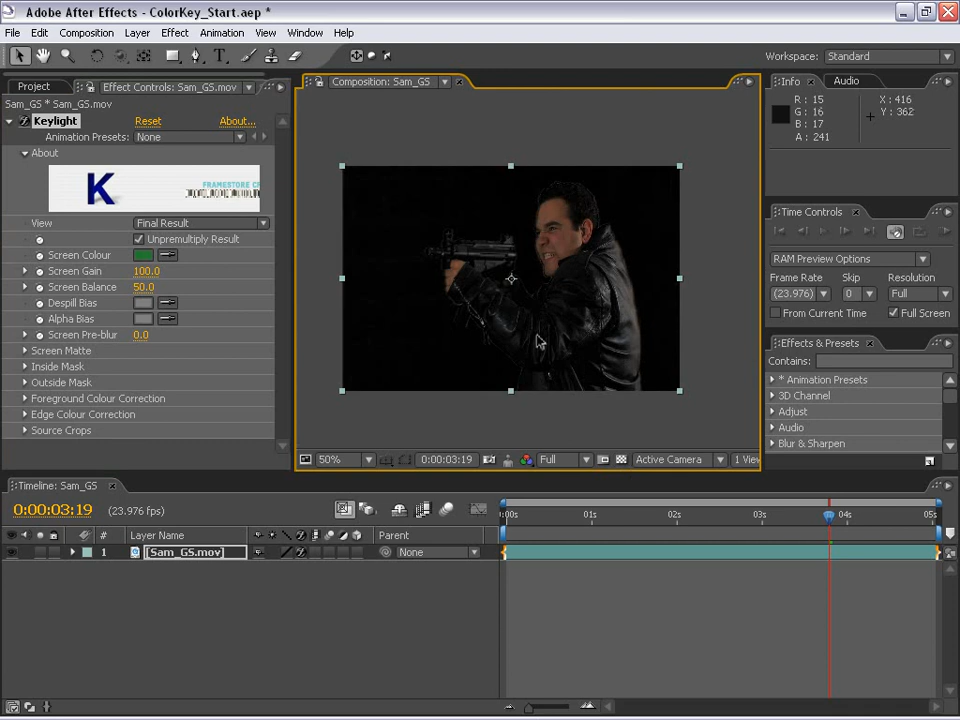 Adobe After Effects - ColorKey_Start.aep *
File Edit Composition Layer Effect Animation View Window Help
Workspace: Standard
Project Effect Controls: Sam_GS.mov
Sam_GS * Sam_GS.mov
Keylight Reset About...
Animation Presets: None
About
K FRAMESTORE CF
View Final Result
Unpremultiply Result
Screen Colour
Screen Gain 100.0
Screen Balance 50.0
Despill Bias
Alpha Bias
Screen Pre-blur 0.0
Screen Matte
Inside Mask
Outside Mask
Foreground Colour Correction
Edge Colour Correction
Source Crops
Composition: Sam_GS
50% 0:00:03:19 Full Active Camera 1 View
Info Audio
R : 15 X : 416
G : 16 Y : 362
B : 17
A : 241
Time Controls
RAM Preview Options
Frame Rate Skip Resolution
(23.976) 0 Full
From Current Time Full Screen
Effects & Presets
Contains:
* Animation Presets
3D Channel
Adjust
Audio
Blur & Sharpen
Timeline: Sam_GS
0:00:03:19 (23.976 fps)
:00s 01s 02s 03s 04s 05s
# Layer Name Parent
1 [Sam_GS.mov] None